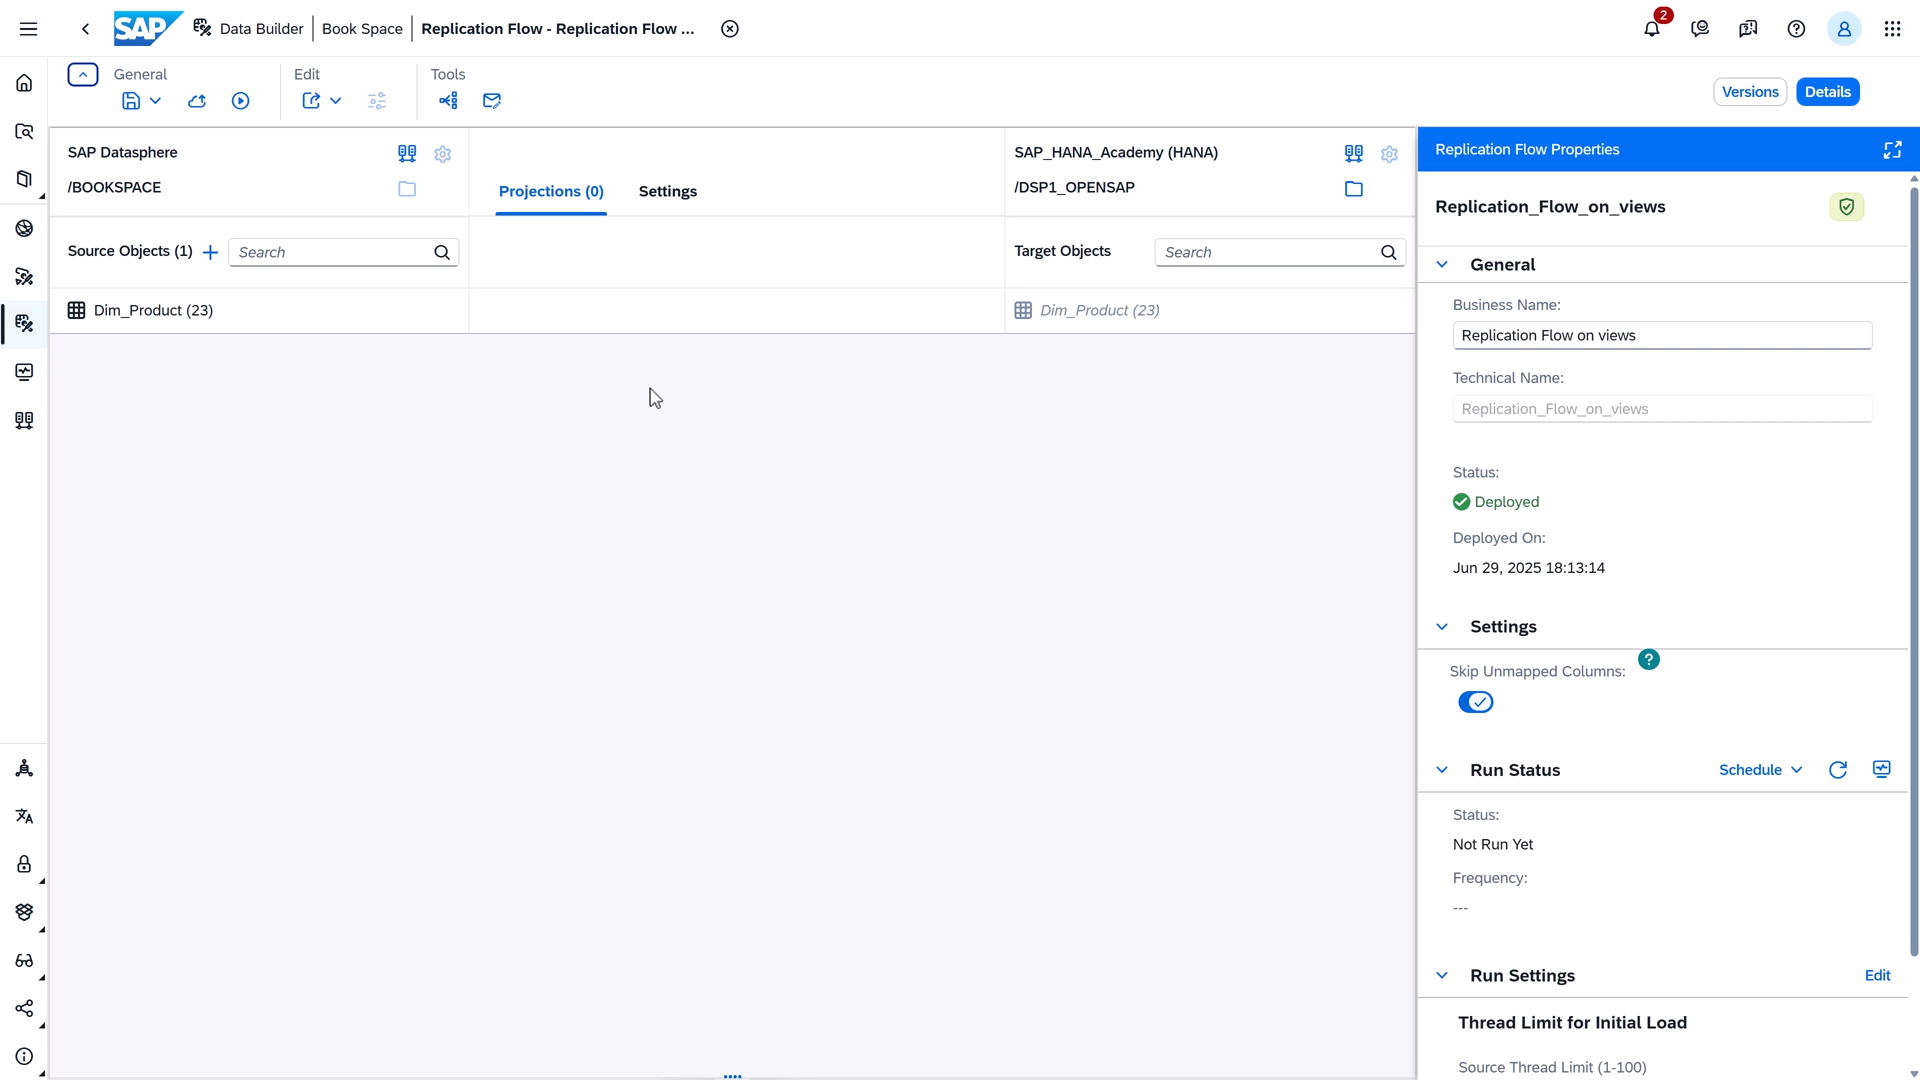 SAP Data Builder Book Space Replication Flow - Replication Flow ... 2
General Edit Tools
Versions Details
SAP Datasphere
/BOOKSPACE
Projections (0) Settings
SAP_HANA_Academy (HANA)
/DSP1_OPENSAP
Source Objects (1) Search
Target Objects Search
Dim_Product (23)
Dim_Product (23)
Replication Flow Properties
Replication_Flow_on_views
General
Business Name:
Replication Flow on views
Technical Name:
Replication_Flow_on_views
Status:
Deployed
Deployed On:
Jun 29, 2025 18:13:14
Settings
Skip Unmapped Columns: ?
Run Status Schedule
Status:
Not Run Yet
Frequency:
---
Run Settings Edit
Thread Limit for Initial Load
Source Thread Limit (1-100)